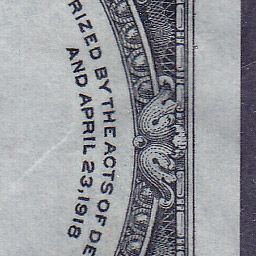 RIZED BY THE ACTS OF DE
AND APRIL 23, 1918